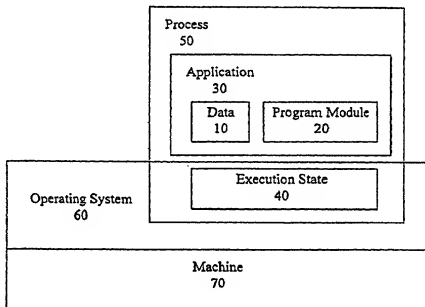 Process
50
Application
30
Data
10
Program Module
20
Execution State
40
Operating System
60
Machine
70